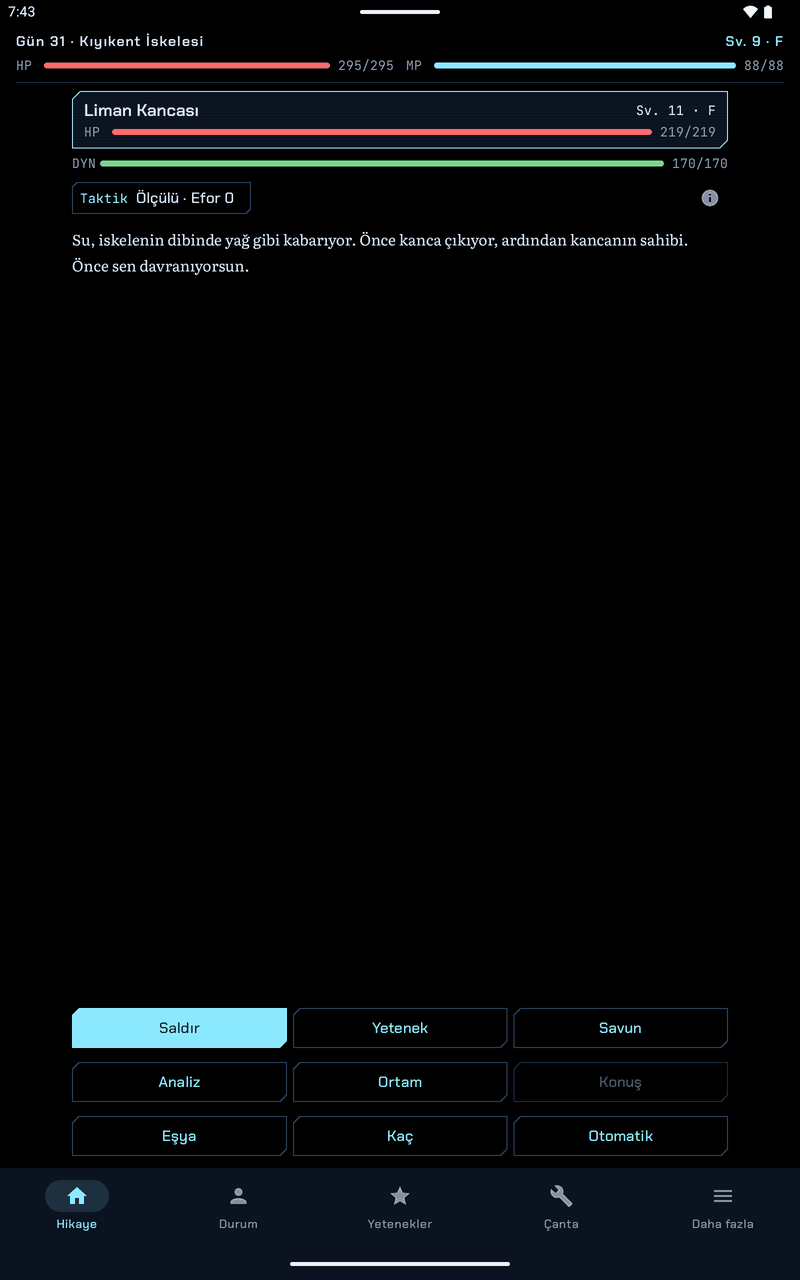 7:43
Gün 31 · Kıyıkent İskelesi Sv. 9 · F
HP 295/295 MP 88/88
Liman Kancası Sv. 11 · F
HP 219/219
DYN 170/170
Taktik Ölçülü · Efor 0
Su, iskelenin dibinde yağ gibi kabarıyor. Önce kanca çıkıyor, ardından kancanın sahibi.
Önce sen davranıyorsun.
Saldır Yetenek Savun
Analiz Ortam Konuş
Eşya Kaç Otomatik
Hikaye Durum Yetenekler Çanta Daha fazla